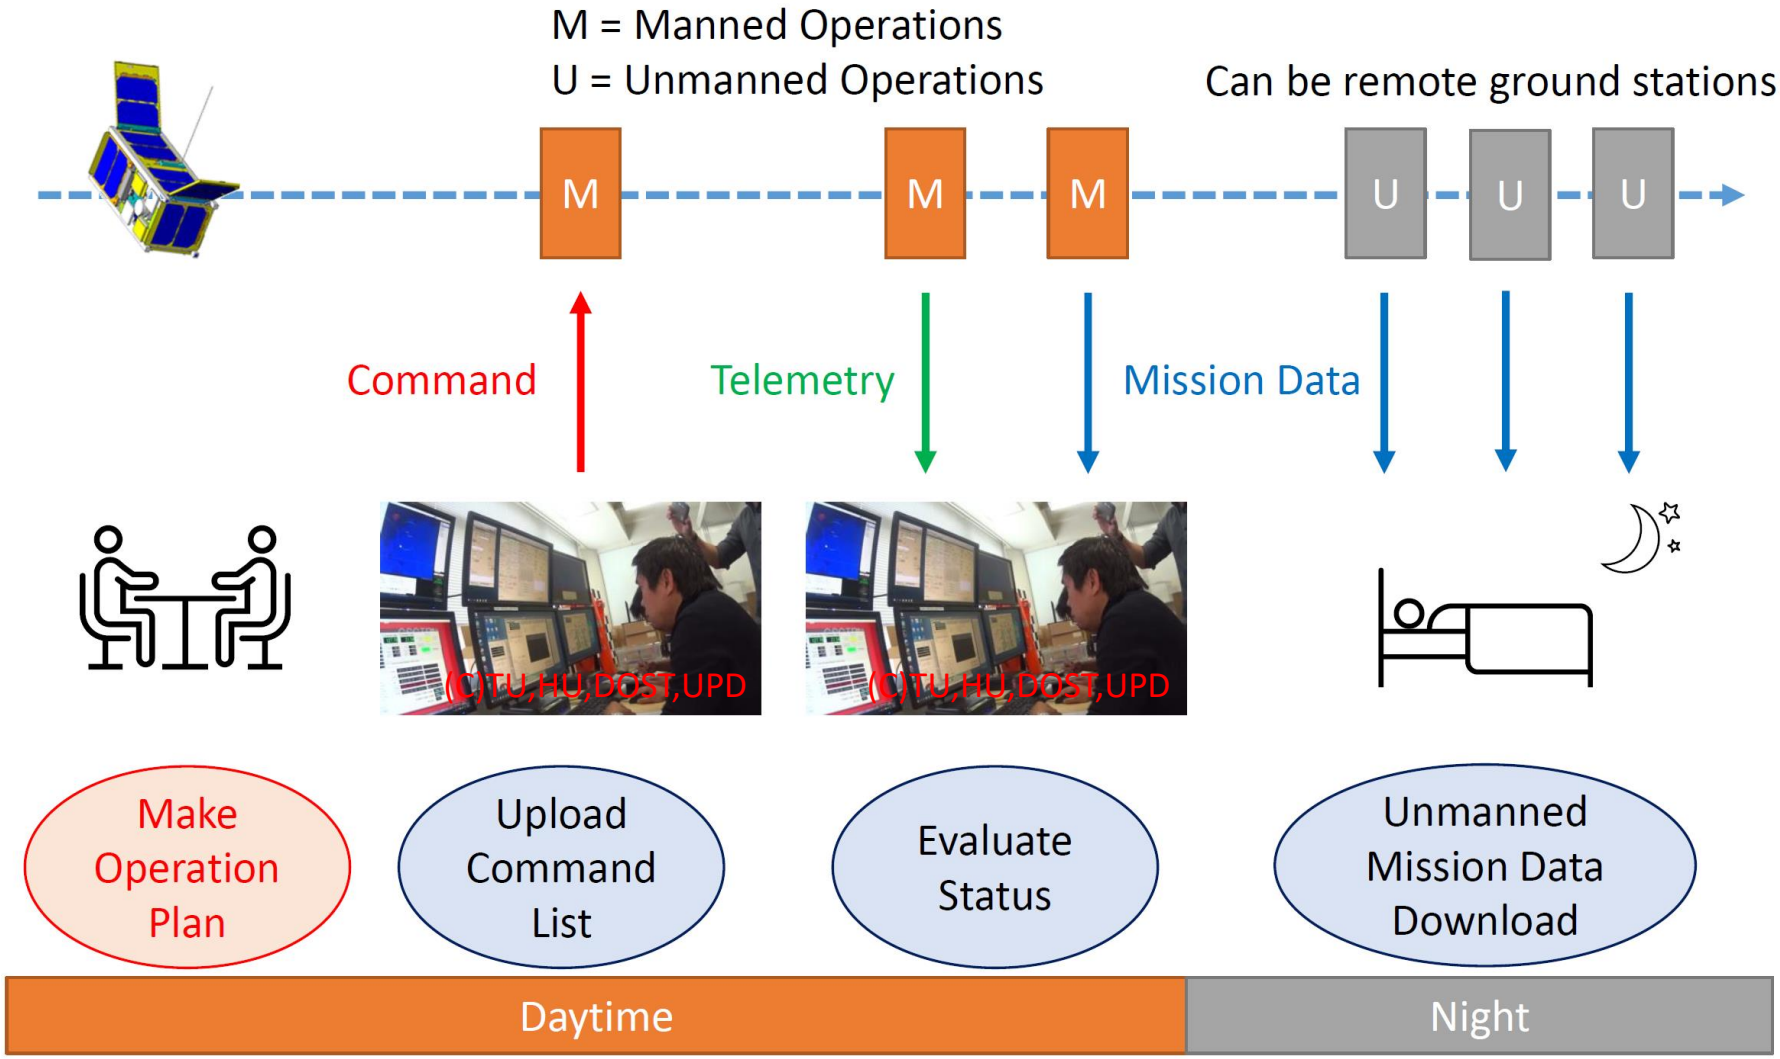 M = Manned Operations
U = Unmanned Operations
Can be remote ground stations
M
M
M
U
U
U
Command
Telemetry
Mission Data
(C)TU,HU,DOST,UPD
(C)TU,HU,DOST,UPD
Make
Operation
Plan
Upload
Command
List
Evaluate
Status
Unmanned
Mission Data
Download
Daytime
Night